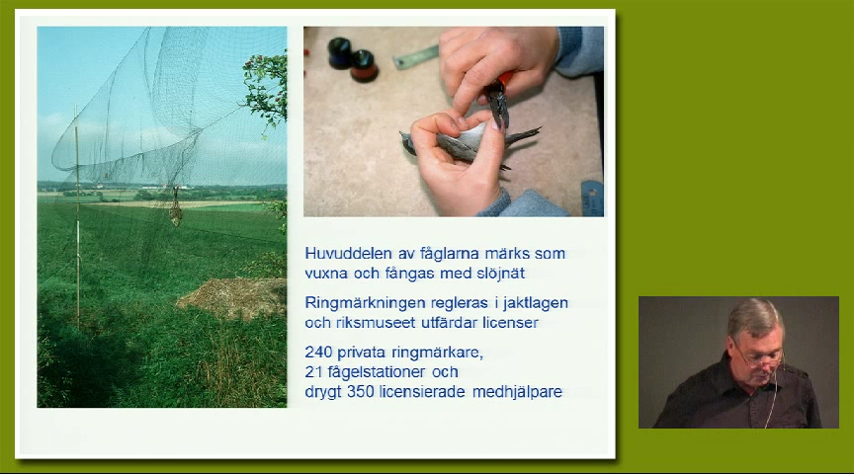 Huvuddelen av fåglarna märks som
vuxna och fångas med slöjnät
Ringmärkningen regleras i jaktlagen
och riksmuseet utfärdar licenser
240 privata ringmärkare,
21 fågelstationer och
drygt 350 licensierade medhjälpare